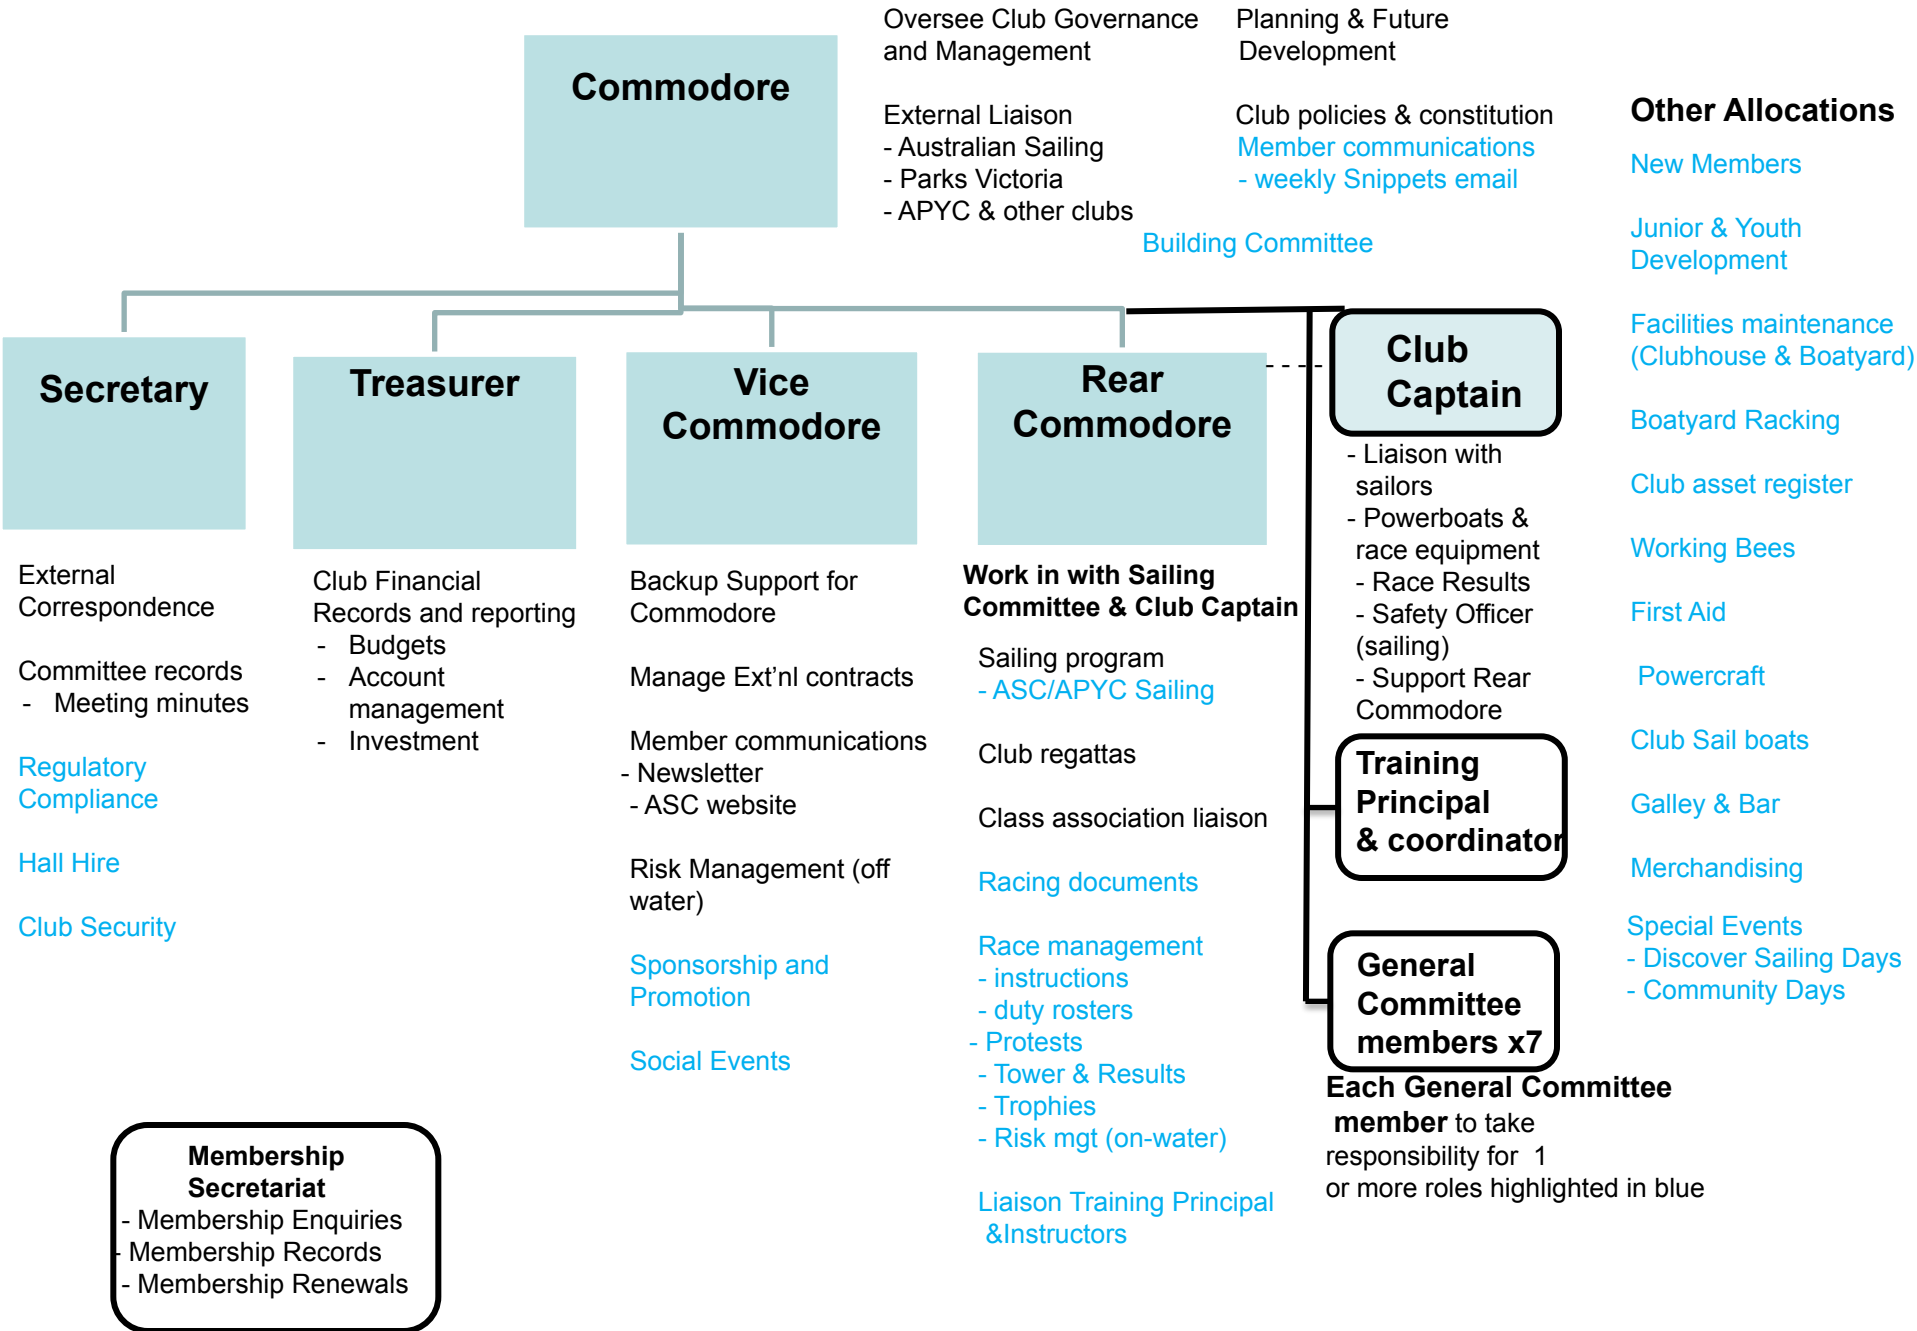 Commodore
Oversee Club Governance
and Management
External Liaison
- Australian Sailing
- Parks Victoria
- APYC & other clubs
Planning & Future
Development
Club policies & constitution
Member communications
- weekly Snippets email
Building Committee
Secretary
External
Correspondence
Committee records
- Meeting minutes
Regulatory
Compliance
Hall Hire
Club Security
Treasurer
Club Financial
Records and reporting
- Budgets
- Account
management
- Investment
Vice
Commodore
Backup Support for
Commodore
Manage Ext'nl contracts
Member communications
- Newsletter
- ASC website
Risk Management (off
water)
Sponsorship and
Promotion
Social Events
Rear
Commodore
Work in with Sailing
Committee & Club Captain
Sailing program
- ASC/APYC Sailing
Club regattas
Class association liaison
Racing documents
Race management
- instructions
- duty rosters
- Protests
- Tower & Results
- Trophies
- Risk mgt (on-water)
Liaison Training Principal
&Instructors
Club
Captain
- Liaison with
sailors
- Powerboats &
race equipment
- Race Results
- Safety Officer
(sailing)
- Support Rear
Commodore
Training
Principal
& coordinator
General
Committee
members x7
Each General Committee
member to take
responsibility for 1
or more roles highlighted in blue
Other Allocations
New Members
Junior & Youth
Development
Facilities maintenance
(Clubhouse & Boatyard)
Boatyard Racking
Club asset register
Working Bees
First Aid
Powercraft
Club Sail boats
Galley & Bar
Merchandising
Special Events
- Discover Sailing Days
- Community Days
Membership
Secretariat
- Membership Enquiries
- Membership Records
- Membership Renewals